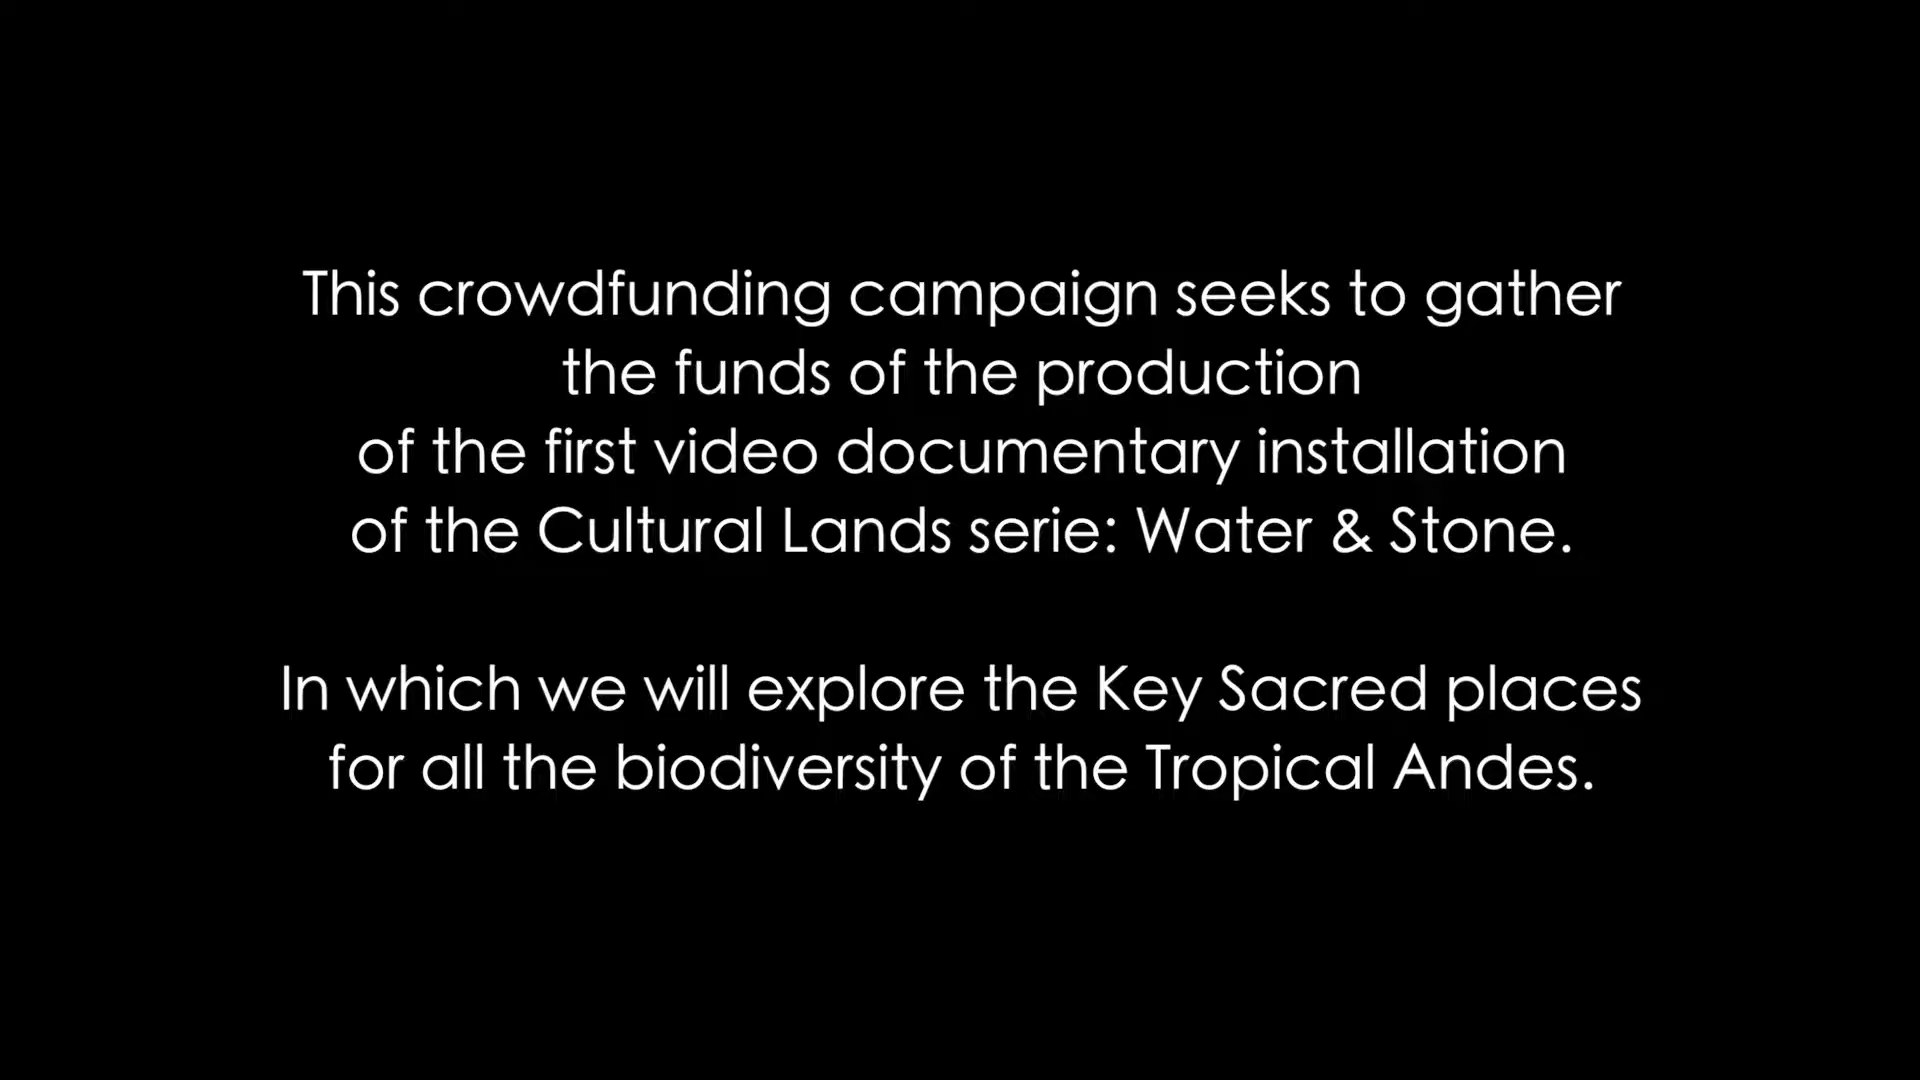 This crowdfunding campaign seeks to gather
the funds of the production
of the first video documentary installation
of the Cultural Lands serie: Water & Stone.
In which we will explore the Key Sacred places
for all the biodiversity of the Tropical Andes.